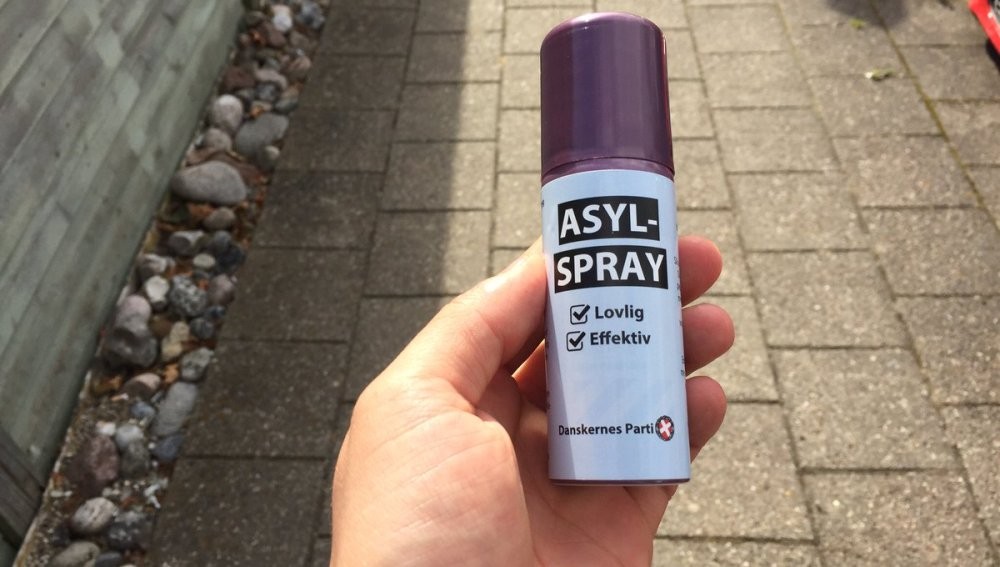 ASYL-
SPRAY
Lovlig
Effektiv
Danskernes Parti